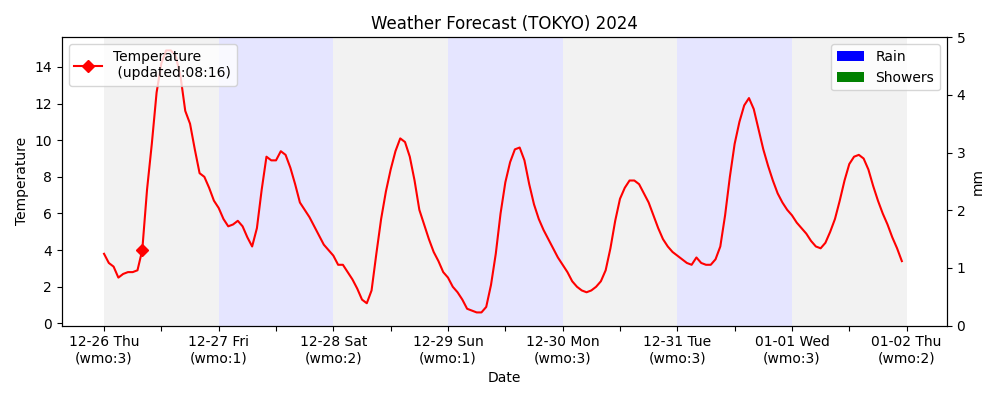 Weather Forecast (TOKYO) 2024
Temperature
(updated:08:16)
Rain
Showers
Temperature
14
12
10
8
6
4
2
0
5
4
3
2
1
0
mm
12-26 Thu
(wmo:3)
12-27 Fri
(wmo:1)
12-28 Sat
(wmo:2)
12-29 Sun
(wmo:1)
12-30 Mon
(wmo:3)
12-31 Tue
(wmo:3)
01-01 Wed
(wmo:3)
01-02 Thu
(wmo:2)
Date